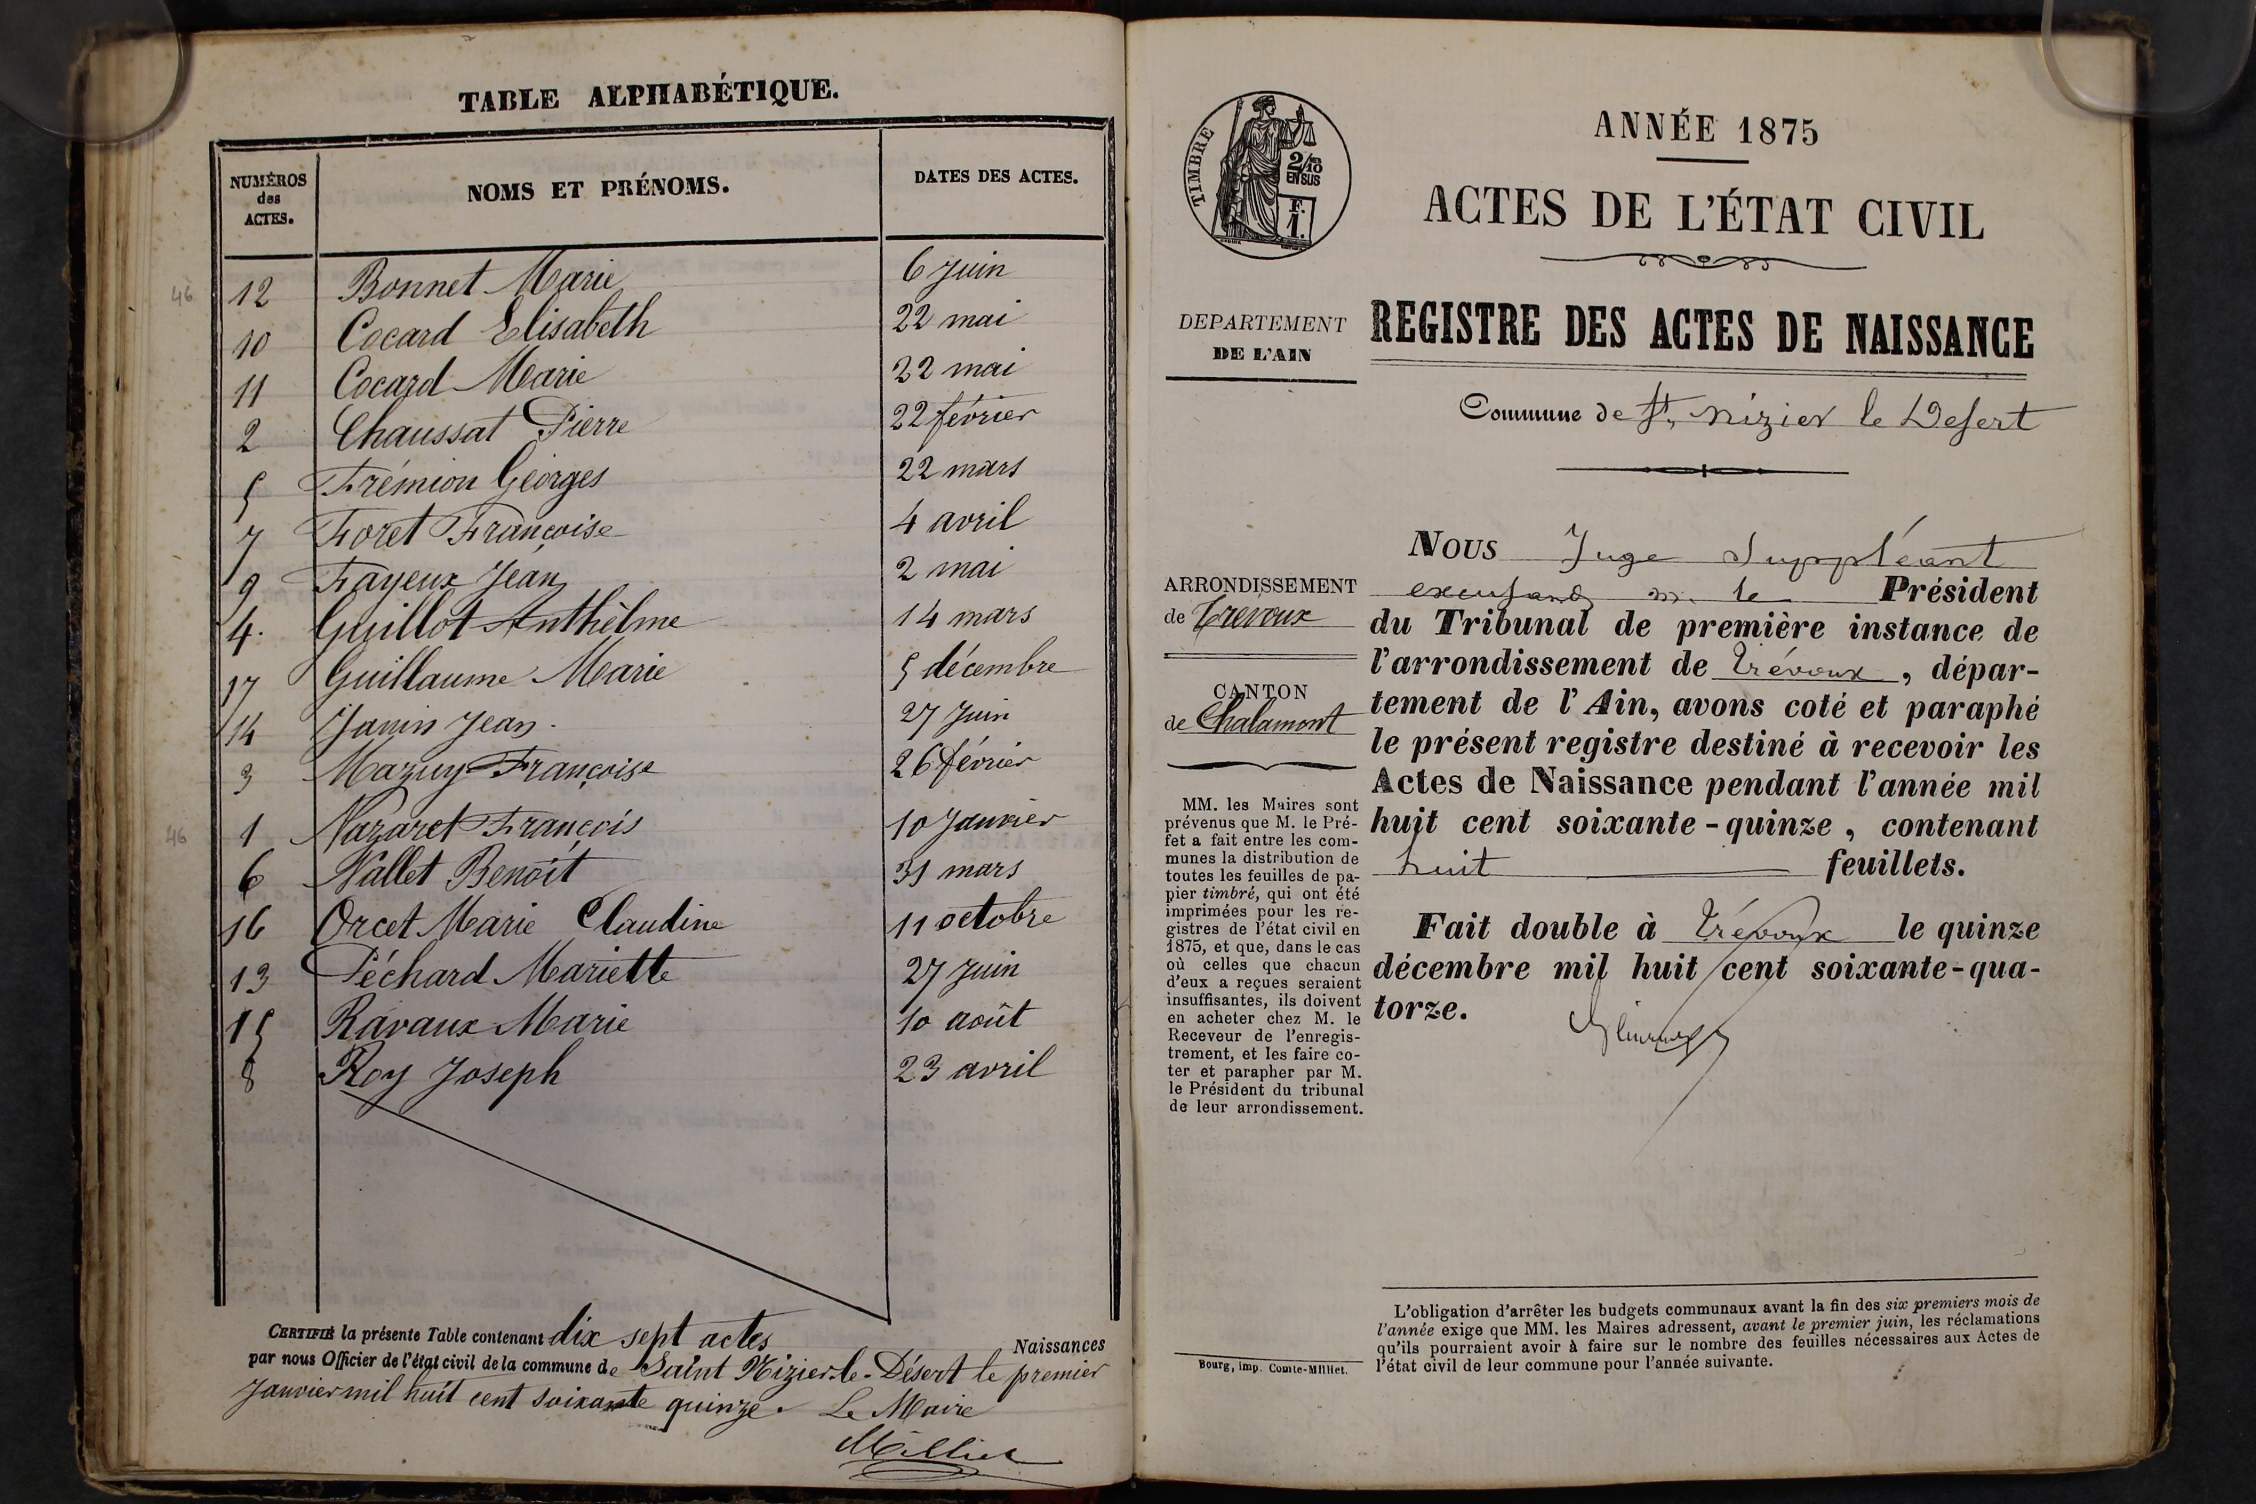 TABLE ALPHABÉTIQUE.
NUMÉROS des ACTES. NOMS ET PRÉNOMS. DATES DES ACTES.
46 12 Bonnet Marie 6 Juin
10 Cocard Elisabeth 22 mai
11 Cocard Marie 22 mai
2 Chaussat Pierre 22 février
5 Frémion Géorges 22 mars
7 Foret Françoise 4 avril
9 Fayeux Jean 2 mai
4. Guillot Anthèlme 14 mars
17 Guillaume Marie 5 décembre
14 Janin Jean. 27 Juin
3 Mazuy Françoise 26 février
46 1 Nazaret François 10 Janvier
6 Nallet Benoît 31 mars
16 Orcet Marie Claudine 11 octobre
13 Péchard Mariette 27 Juin
15 Ravaux Marie 10 août
8 Roy Joseph 23 avril
CERTIFIÉ la présente Table contenant dix sept actes Naissances
par nous Officier de l'état civil de la commune de Saint Nizier-le-Désert le premier
Janvier mil huit cent soixante quinze. Le Maire
Milliet
TIMBRE
2/10 EN SUS
F. 1.
ANNÉE 1875
ACTES DE L'ÉTAT CIVIL
DEPARTEMENT
DE L'AIN
REGISTRE DES ACTES DE NAISSANCE
Commune de St, nizier le Desert
ARRONDISSEMENT
de Trevoux
CANTON
de Chalamont
MM. les Maires sont
prévenus que M. le Pré-
fet a fait entre les com-
munes la distribution de
toutes les feuilles de pa-
pier timbré, qui ont été
imprimées pour les re-
gistres de l'état civil en
1875, et que, dans le cas
où celles que chacun
d'eux a reçues seraient
insuffisantes, ils doivent
en acheter chez M. le
Receveur de l'enregis-
trement, et les faire co-
ter et parapher par M.
le Président du tribunal
de leur arrondissement.
Bourg, imp. Comte-Milliet.
NOUS Juge Suppléant
m. le Président
du Tribunal de première instance de
l'arrondissement de Trévoux, dépar-
tement de l'Ain, avons coté et paraphé
le présent registre destiné à recevoir les
Actes de Naissance pendant l'année mil
huit cent soixante-quinze, contenant
huit feuillets.
Fait double à Trévoux le quinze
décembre mil huit cent soixante-qua-
torze.
L'obligation d'arrêter les budgets communaux avant la fin des six premiers mois de
l'année exige que MM. les Maires adressent, avant le premier juin, les réclamations
qu'ils pourraient avoir à faire sur le nombre des feuilles nécessaires aux Actes de
l'état civil de leur commune pour l'année suivante.